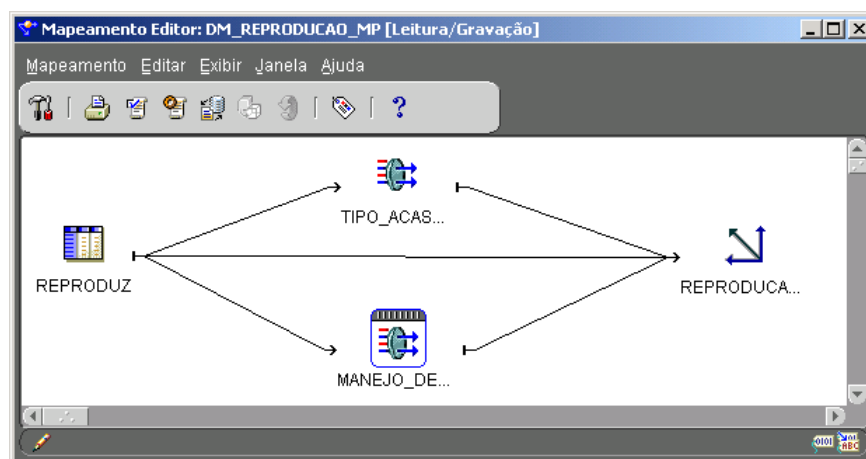 Mapeamento Editor: DM_REPRODUCAO_MP [Leitura/Gravação]
Mapeamento Editar Exibir Janela Ajuda
TIPO_ACAS...
REPRODUZ
REPRODUCA...
MANEJO_DE...